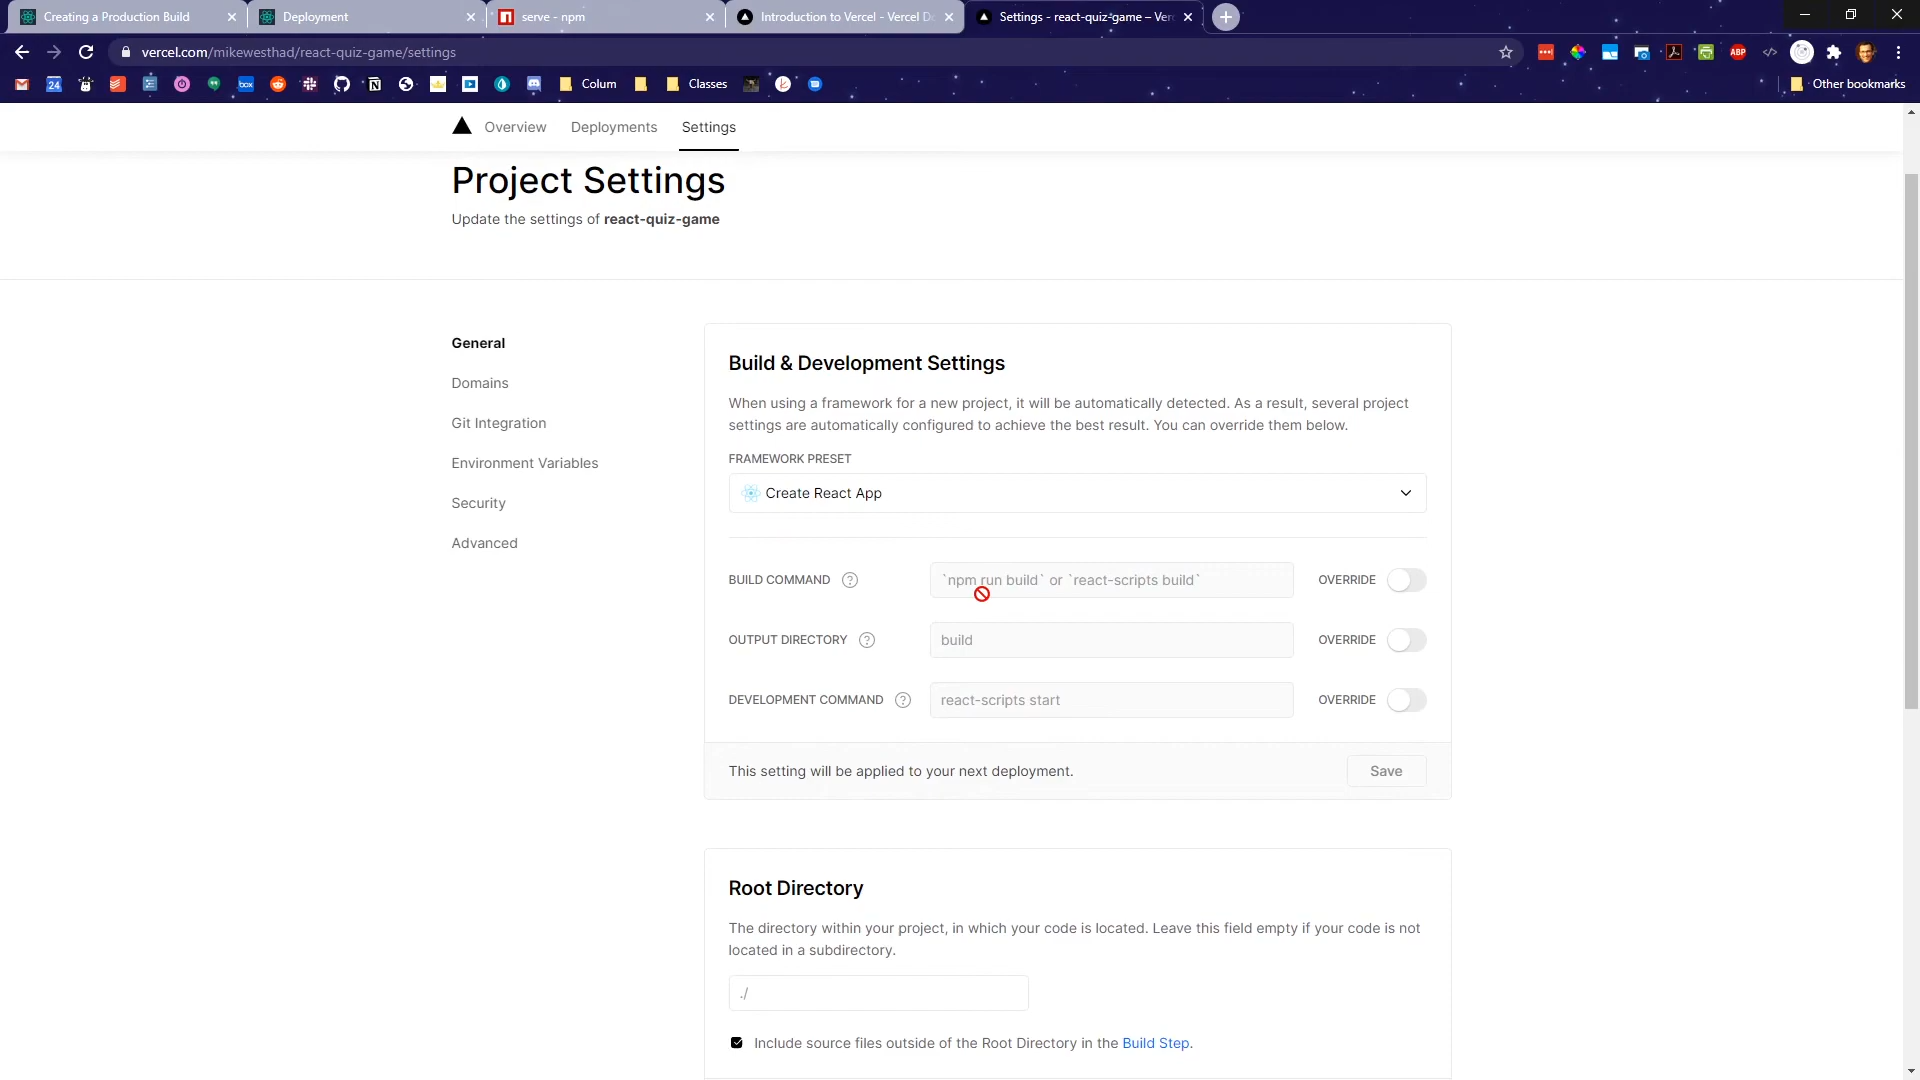 Creating a Production Build
Deployment
serve - npm
Introduction to Vercel - Vercel Do
Settings - react-quiz-game – Verc
vercel.com/mikewesthad/react-quiz-game/settings
24
box
Colum
Classes
ABP
Other bookmarks
Overview
Deployments
Settings
Project Settings
Update the settings of react-quiz-game
General
Domains
Git Integration
Environment Variables
Security
Advanced
Build & Development Settings
When using a framework for a new project, it will be automatically detected. As a result, several project
settings are automatically configured to achieve the best result. You can override them below.
FRAMEWORK PRESET
Create React App
BUILD COMMAND ?
`npm run build` or `react-scripts build`
OVERRIDE
OUTPUT DIRECTORY ?
build
OVERRIDE
DEVELOPMENT COMMAND ?
react-scripts start
OVERRIDE
This setting will be applied to your next deployment.
Save
Root Directory
The directory within your project, in which your code is located. Leave this field empty if your code is not
located in a subdirectory.
./
Include source files outside of the Root Directory in the Build Step.